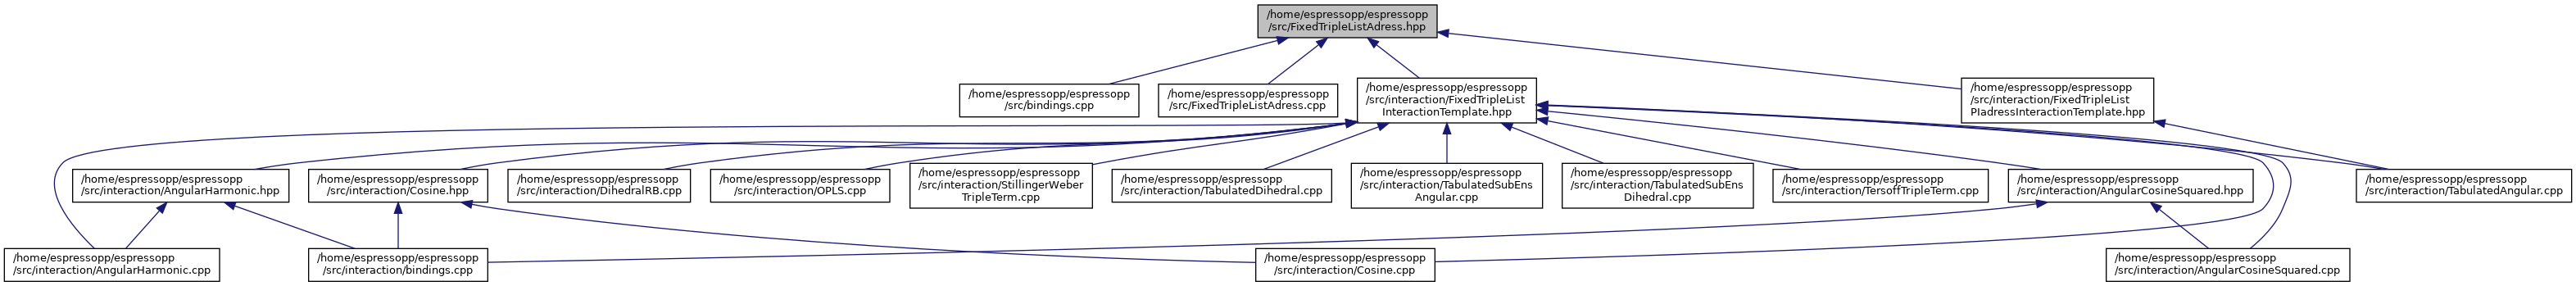 /home/espressopp/espressopp
/src/FixedTripleListAdress.hpp
/home/espressopp/espressopp
/src/bindings.cpp
/home/espressopp/espressopp
/src/FixedTripleListAdress.cpp
/home/espressopp/espressopp
/src/interaction/FixedTripleList
InteractionTemplate.hpp
/home/espressopp/espressopp
/src/interaction/FixedTripleList
PIadressInteractionTemplate.hpp
/home/espressopp/espressopp
/src/interaction/AngularHarmonic.hpp
/home/espressopp/espressopp
/src/interaction/Cosine.hpp
/home/espressopp/espressopp
/src/interaction/DihedralRB.cpp
/home/espressopp/espressopp
/src/interaction/OPLS.cpp
/home/espressopp/espressopp
/src/interaction/StillingerWeber
TripleTerm.cpp
/home/espressopp/espressopp
/src/interaction/TabulatedDihedral.cpp
/home/espressopp/espressopp
/src/interaction/TabulatedSubEns
Angular.cpp
/home/espressopp/espressopp
/src/interaction/TabulatedSubEns
Dihedral.cpp
/home/espressopp/espressopp
/src/interaction/TersoffTripleTerm.cpp
/home/espressopp/espressopp
/src/interaction/AngularCosineSquared.hpp
/home/espressopp/espressopp
/src/interaction/TabulatedAngular.cpp
/home/espressopp/espressopp
/src/interaction/AngularHarmonic.cpp
/home/espressopp/espressopp
/src/interaction/bindings.cpp
/home/espressopp/espressopp
/src/interaction/Cosine.cpp
/home/espressopp/espressopp
/src/interaction/AngularCosineSquared.cpp